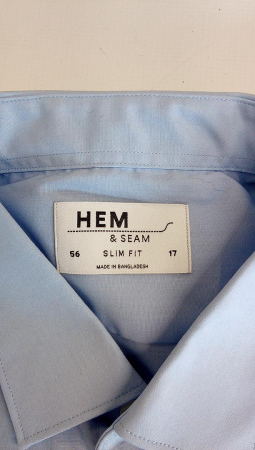 HEM
& SEAM
56 SLIM FIT 17
MADE IN BANGLADESH